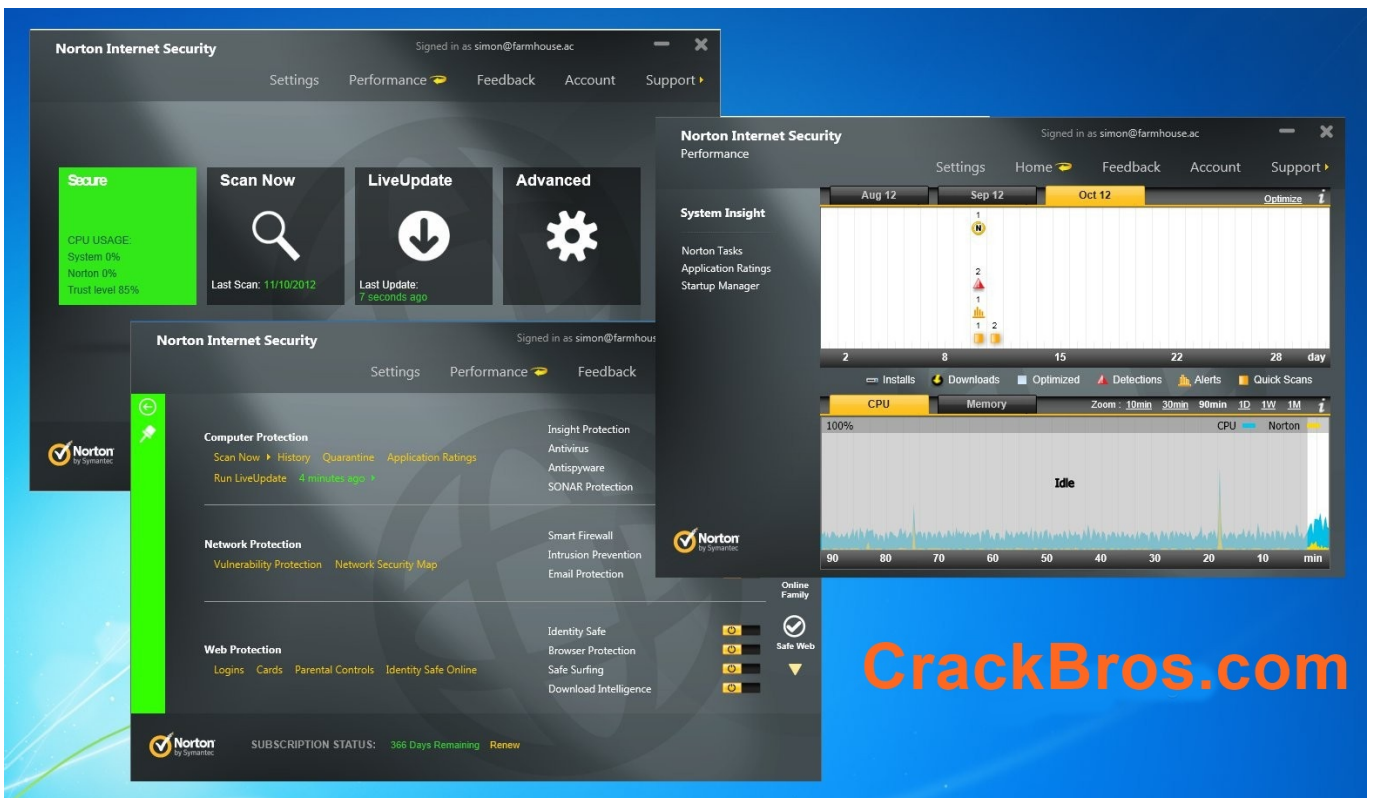 Norton Internet Security
Signed in as simon@farmhouse.ac
Settings Performance Feedback Account Support
Secure
CPU USAGE:
System 0%
Norton 0%
Trust level 85%
Scan Now
Last Scan: 11/10/2012
LiveUpdate
Last Update:
7 seconds ago
Advanced
Norton
by Symantec
Norton Internet Security
Signed in as simon@farmhous
Settings Performance Feedback
Computer Protection
Scan Now History Quarantine Application Ratings
Run LiveUpdate 4 minutes ago
Insight Protection
Antivirus
Antispyware
SONAR Protection
Network Protection
Vulnerability Protection Network Security Map
Smart Firewall
Intrusion Prevention
Email Protection
Web Protection
Logins Cards Parental Controls Identity Safe Online
Identity Safe
Browser Protection
Safe Surfing
Download Intelligence
Online
Family
Safe Web
Norton
by Symantec
SUBSCRIPTION STATUS: 366 Days Remaining Renew
Norton Internet Security
Performance
Signed in as simon@farmhouse.ac
Settings Home Feedback Account Support
System Insight
Norton Tasks
Application Ratings
Startup Manager
Aug 12 Sep 12 Oct 12 Optimize i
1
N
2
1
1 2
2 8 15 22 28 day
Installs Downloads Optimized Detections Alerts Quick Scans
CPU Memory Zoom : 10min 30min 90min 1D 1W 1M i
100% CPU Norton
Idle
90 80 70 60 50 40 30 20 10 min
Norton
by Symantec
CrackBros.com